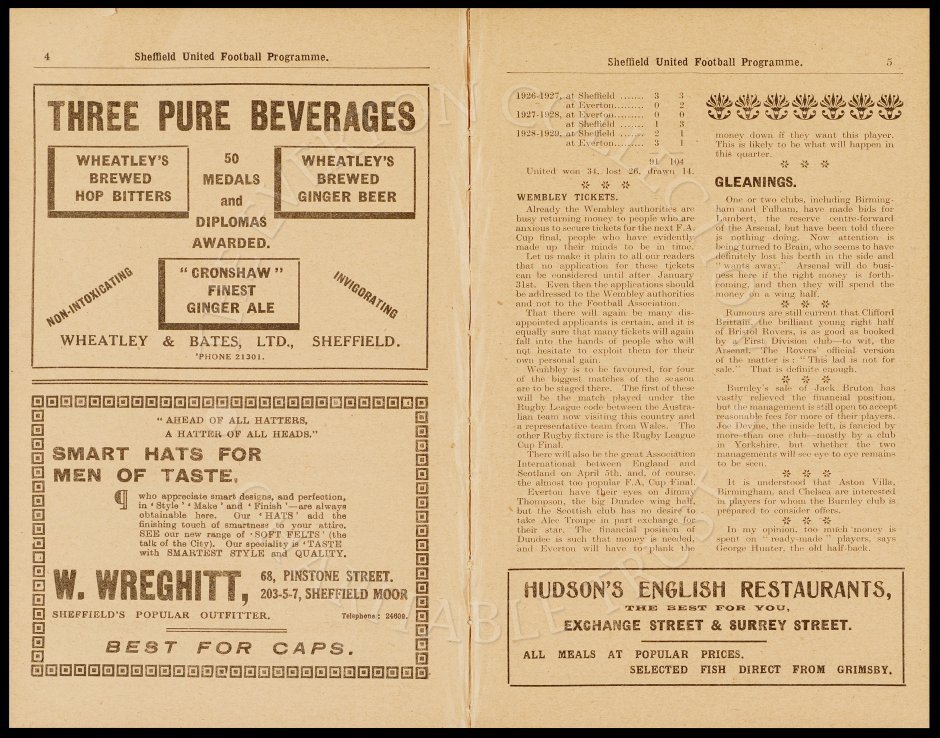 4
Sheffield United Football Programme.
THREE PURE BEVERAGES
WHEATLEY'S
BREWED
HOP BITTERS
50
MEDALS
and
DIPLOMAS
AWARDED.
WHEATLEY'S
BREWED
GINGER BEER
NON-INTOXICATING
"CRONSHAW"
FINEST
GINGER ALE
INVIGORATING
WHEATLEY & BATES, LTD., SHEFFIELD.
'PHONE 21301.
"AHEAD OF ALL HATTERS,
A HATTER OF ALL HEADS."
SMART HATS FOR
MEN OF TASTE,
¶ who appreciate smart designs, and perfection,
in 'Style' 'Make' and 'Finish'—are always
obtainable here. Our 'HATS' add the
finishing touch of smartness to your attire.
SEE our new range of 'SOFT FELTS' (the
talk of the City). Our speciality is 'TASTE
with SMARTEST STYLE and QUALITY.
W. WREGHITT,
68, PINSTONE STREET.
203-5-7, SHEFFIELD MOOR
SHEFFIELD'S POPULAR OUTFITTER.
Telephone: 24609.
BEST FOR CAPS.
Sheffield United Football Programme.
5
1926-1927, at Sheffield ....... 3 3
at Everton......... 0 2
1927-1928, at Everton......... 0 0
at Sheffield ....... 1 3
1928-1929, at Sheffield ....... 2 1
at Everton......... 3 1
91 104
United won 34, lost 26, drawn 14.
WEMBLEY TICKETS.
Already the Wembley authorities are
busy returning money to people who are
anxious to secure tickets for the next F.A.
Cup final, people who have evidently
made up their minds to be in time.
Let us make it plain to all our readers
that no application for these tickets
can be considered until after January
31st. Even then the applications should
be addressed to the Wembley authorities
and not to the Football Association.
That there will again be many dis-
appointed applicants is certain, and it is
equally sure that many tickets will again
fall into the hands of people who will
not hesitate to exploit them for their
own personal gain.
Wembley is to be favoured, for four
of the biggest matches of the season
are to be staged there. The first of these
will be the match played under the
Rugby League code between the Austra-
lian team now visiting this country and
a representative team from Wales. The
other Rugby fixture is the Rugby League
Cup Final.
There will also be the great Association
International between England and
Scotland on April 5th, and, of course,
the almost too popular F.A, Cup Final.
Everton have their eyes on Jimmy
Thompson, the big Dundee wing half,
but the Scottish club has no desire to
take Alec Troupe in part exchange for
their star. The financial position of
Dundee is such that money is needed,
and Everton will have to plank the
money down if they want this player.
This is likely to be what will happen in
this quarter.
GLEANINGS.
One or two clubs, including Birming-
ham and Fulham, have made bids for
Lambert, the reserve centre-forward
of the Arsenal, but have been told there
is nothing doing. Now attention is
being turned to Brain, who seems to have
definitely lost his berth in the side and
"wants away." Arsenal will do busi-
ness here if the right money is forth-
coming, and then they will spend the
money on a wing half.
Rumours are still current that Clifford
Brittain, the brilliant young right half
of Bristol Rovers, is as good as booked
by a First Division club—to wit, the
Arsenal. The Rovers' official version
of the matter is: "This lad is not for
sale." That is definite enough.
Burnley's sale of Jack Bruton has
vastly relieved the financial position,
but the management is still open to accept
reasonable fees for more of their players.
Joe Devine, the inside left, is fancied by
more than one club—mostly by a club
in Yorkshire, but whether the two
managements will see eye to eye remains
to be seen.
It is understood that Aston Villa,
Birmingham, and Chelsea are interested
in players for whom the Burnley club is
prepared to consider offers.
In my opinion, too much money is
spent on "ready-made" players, says
George Hunter, the old half-back.
HUDSON'S ENGLISH RESTAURANTS,
THE BEST FOR YOU,
EXCHANGE STREET & SURREY STREET.
ALL MEALS AT POPULAR PRICES.
SELECTED FISH DIRECT FROM GRIMSBY.